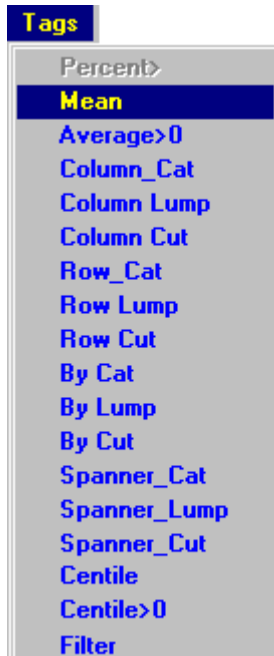 Tags
Percent>
Mean
Average>0
Column_Cat
Column Lump
Column Cut
Row_Cat
Row Lump
Row Cut
By Cat
By Lump
By Cut
Spanner_Cat
Spanner_Lump
Spanner_Cut
Centile
Centile>0
Filter